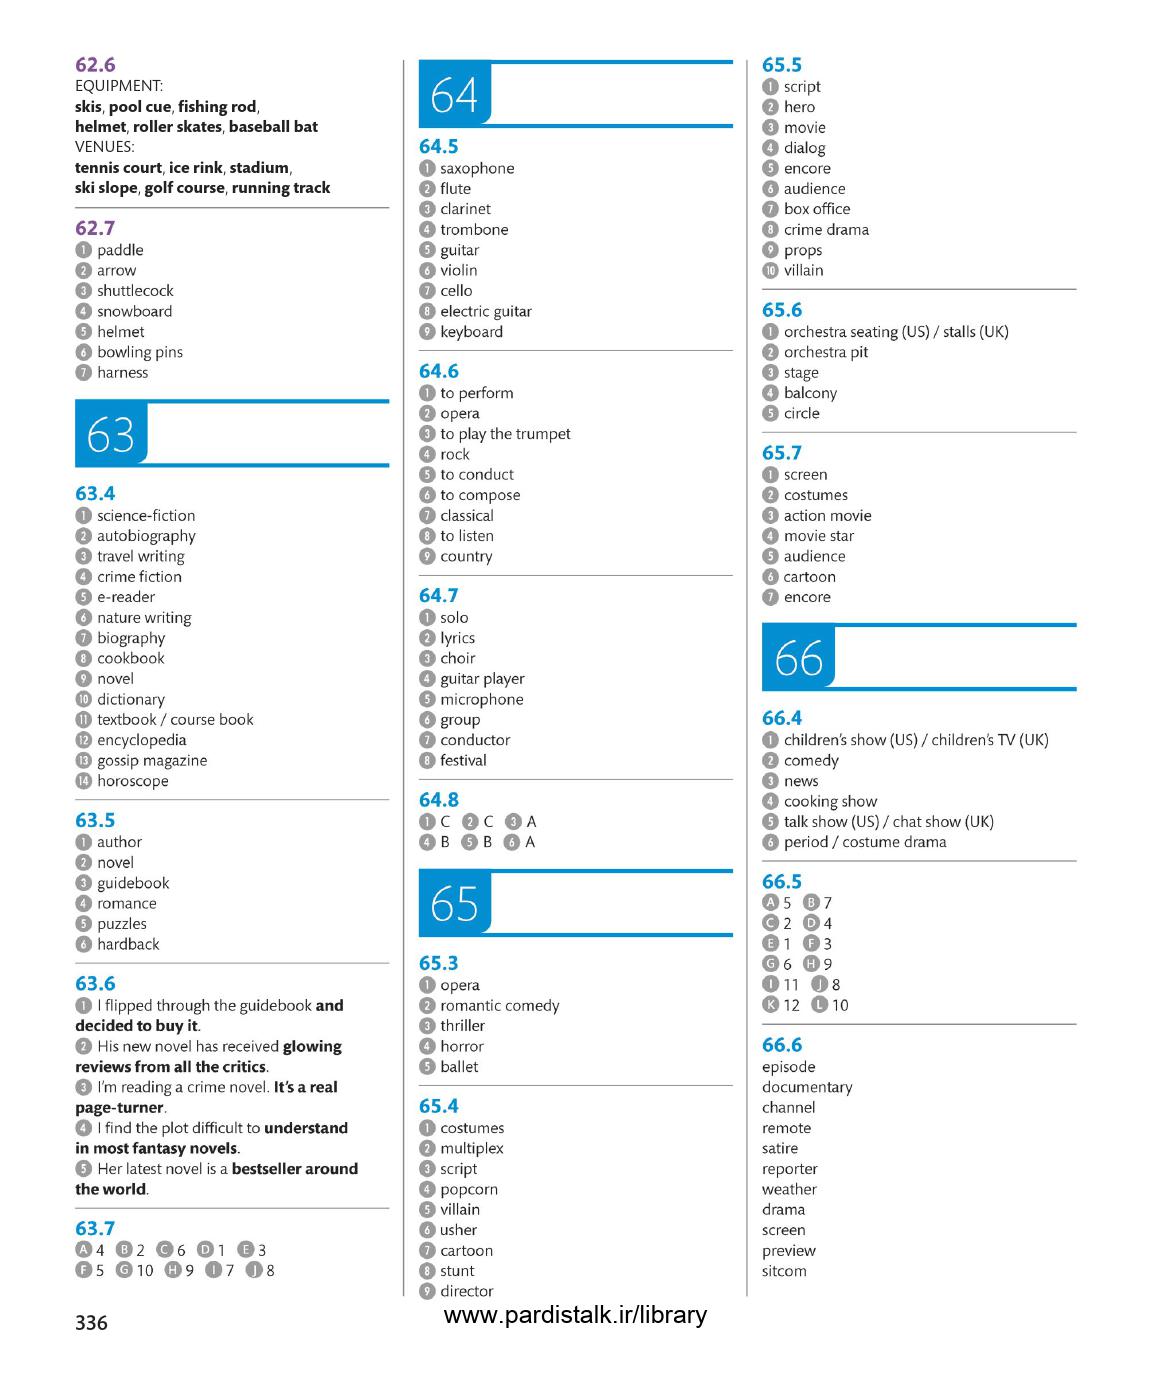 62.6
EQUIPMENT:
skis, pool cue, fishing rod,
helmet, roller skates, baseball bat
VENUES:
tennis court, ice rink, stadium,
ski slope, golf course, running track
62.7
1 paddle
2 arrow
3 shuttlecock
4 snowboard
5 helmet
6 bowling pins
7 harness
63
63.4
1 science-fiction
2 autobiography
3 travel writing
4 crime fiction
5 e-reader
6 nature writing
7 biography
8 cookbook
9 novel
10 dictionary
11 textbook / course book
12 encyclopedia
13 gossip magazine
14 horoscope
63.5
1 author
2 novel
3 guidebook
4 romance
5 puzzles
6 hardback
63.6
1 I flipped through the guidebook and
decided to buy it.
2 His new novel has received glowing
reviews from all the critics.
3 I'm reading a crime novel. It's a real
page-turner.
4 I find the plot difficult to understand
in most fantasy novels.
5 Her latest novel is a bestseller around
the world.
63.7
A 4 B 2 C 6 D 1 E 3
F 5 G 10 H 9 I 7 J 8
64
64.5
1 saxophone
2 flute
3 clarinet
4 trombone
5 guitar
6 violin
7 cello
8 electric guitar
9 keyboard
64.6
1 to perform
2 opera
3 to play the trumpet
4 rock
5 to conduct
6 to compose
7 classical
8 to listen
9 country
64.7
1 solo
2 lyrics
3 choir
4 guitar player
5 microphone
6 group
7 conductor
8 festival
64.8
1 C 2 C 3 A
4 B 5 B 6 A
65
65.3
1 opera
2 romantic comedy
3 thriller
4 horror
5 ballet
65.4
1 costumes
2 multiplex
3 script
4 popcorn
5 villain
6 usher
7 cartoon
8 stunt
9 director
65.5
1 script
2 hero
3 movie
4 dialog
5 encore
6 audience
7 box office
8 crime drama
9 props
10 villain
65.6
1 orchestra seating (US) / stalls (UK)
2 orchestra pit
3 stage
4 balcony
5 circle
65.7
1 screen
2 costumes
3 action movie
4 movie star
5 audience
6 cartoon
7 encore
66
66.4
1 children's show (US) / children's TV (UK)
2 comedy
3 news
4 cooking show
5 talk show (US) / chat show (UK)
6 period / costume drama
66.5
A 5 B 7
C 2 D 4
E 1 F 3
G 6 H 9
I 11 J 8
K 12 L 10
66.6
episode
documentary
channel
remote
satire
reporter
weather
drama
screen
preview
sitcom
336
www.pardistalk.ir/library